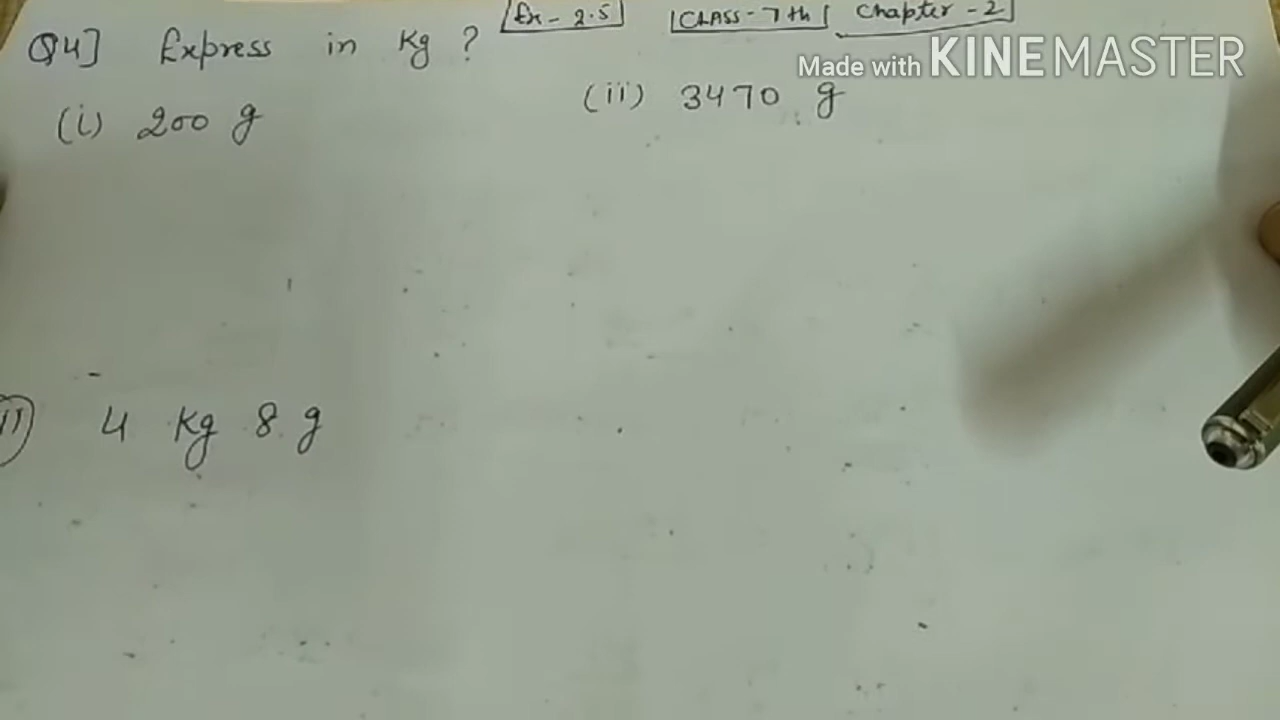 [Ex - 2.5] [CLASS - 7th] Chapter - 2]
Q4] Express in Kg ?
Made with KINEMASTER
(i) 200 g (ii) 3470 g
4 Kg 8 g